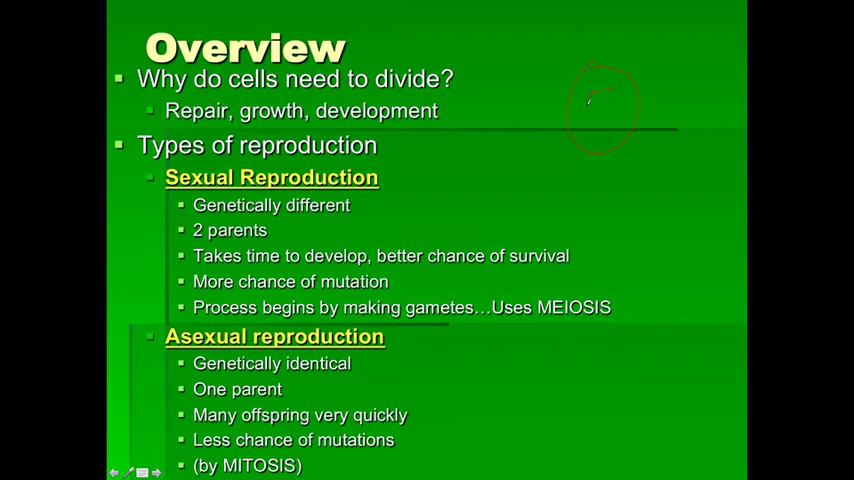 Overview
Why do cells need to divide?
Repair, growth, development
Types of reproduction
Sexual Reproduction
Genetically different
2 parents
Takes time to develop, better chance of survival
More chance of mutation
Process begins by making gametes…Uses MEIOSIS
Asexual reproduction
Genetically identical
One parent
Many offspring very quickly
Less chance of mutations
(by MITOSIS)